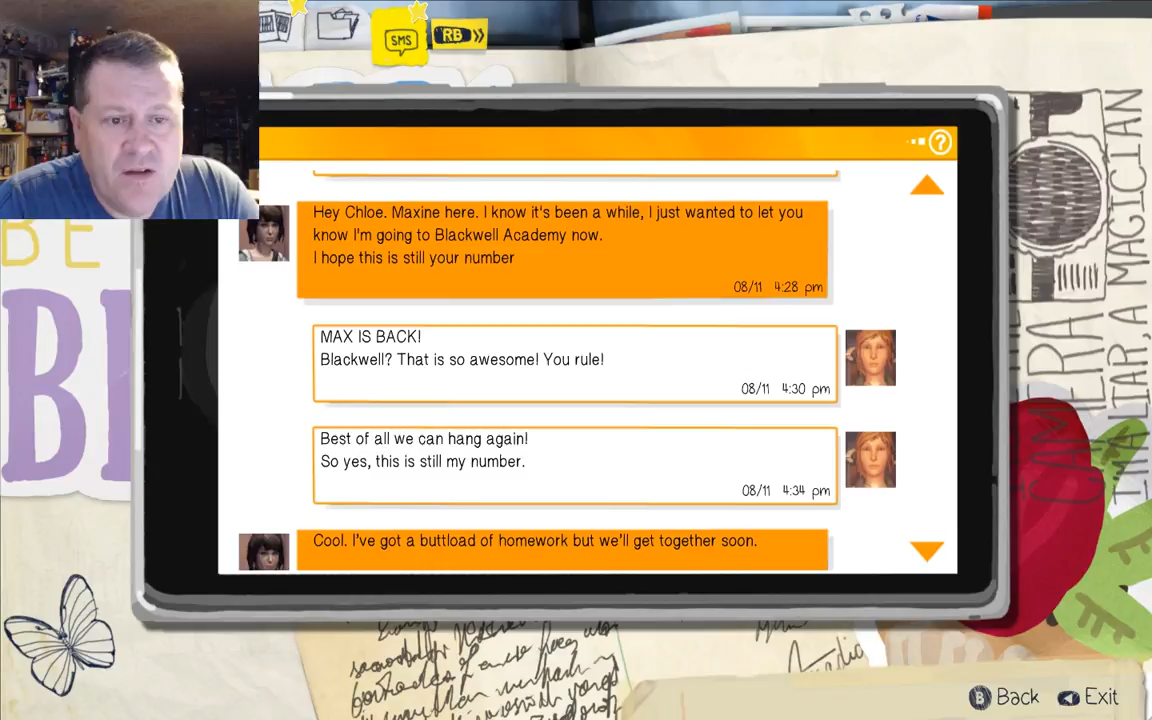 SMS
RB
Hey Chloe. Maxine here. I know it's been a while, I just wanted to let you
know I'm going to Blackwell Academy now.
I hope this is still your number
08/11 4:28 pm
MAX IS BACK!
Blackwell? That is so awesome! You rule!
08/11 4:30 pm
Best of all we can hang again!
So yes, this is still my number.
08/11 4:34 pm
Cool. I've got a buttload of homework but we'll get together soon.
B Back
Exit